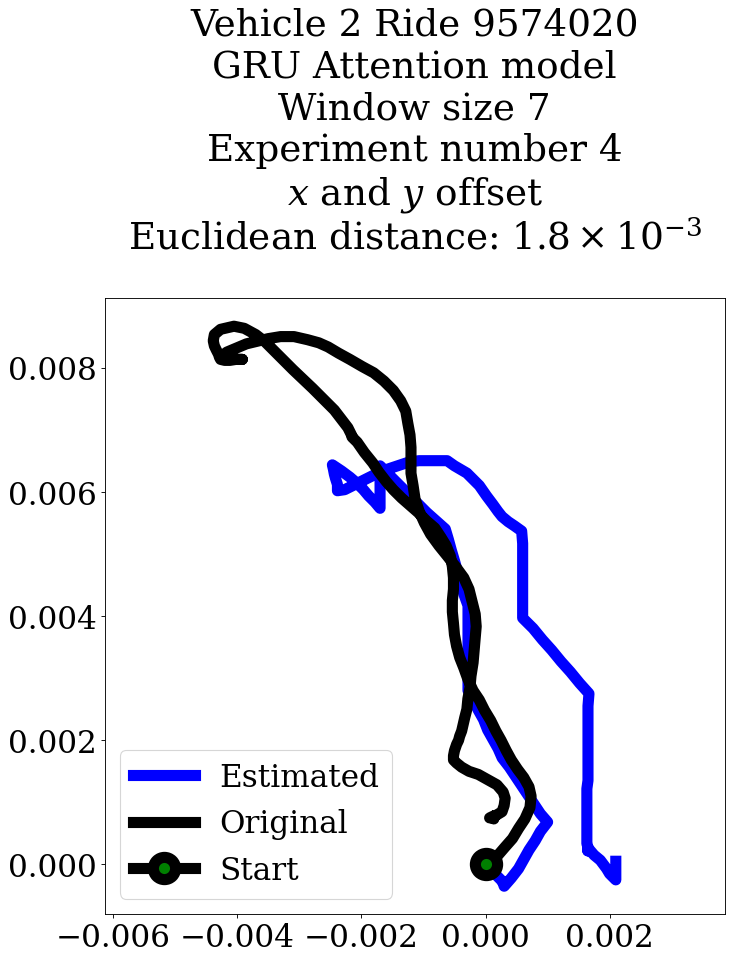 Vehicle 2 Ride 9574020
GRU Attention model
Window size 7
Experiment number 4
x and y offset
Euclidean distance: 1.8 × 10⁻³
0.008
0.006
0.004
0.002
0.000
Estimated
Original
Start
−0.006 −0.004 −0.002 0.000 0.002